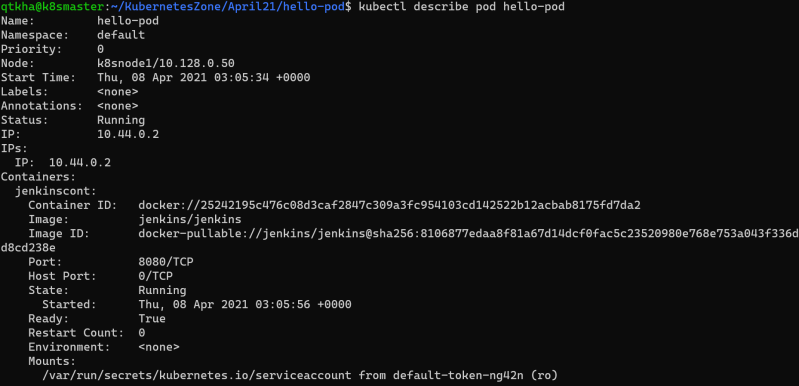 qtkha@k8smaster:~/KubernetesZone/April21/hello-pod$ kubectl describe pod hello-pod
Name:         hello-pod
Namespace:    default
Priority:     0
Node:         k8snode1/10.128.0.50
Start Time:   Thu, 08 Apr 2021 03:05:34 +0000
Labels:       <none>
Annotations:  <none>
Status:       Running
IP:           10.44.0.2
IPs:
  IP:  10.44.0.2
Containers:
  jenkinscont:
    Container ID:   docker://25242195c476c08d3caf2847c309a3fc954103cd142522b12acbab8175fd7da2
    Image:          jenkins/jenkins
    Image ID:       docker-pullable://jenkins/jenkins@sha256:8106877edaa8f81a67d14dcf0fac5c23520980e768e753a043f336d
d8cd238e
    Port:           8080/TCP
    Host Port:      0/TCP
    State:          Running
      Started:      Thu, 08 Apr 2021 03:05:56 +0000
    Ready:          True
    Restart Count:  0
    Environment:    <none>
    Mounts:
      /var/run/secrets/kubernetes.io/serviceaccount from default-token-ng42n (ro)